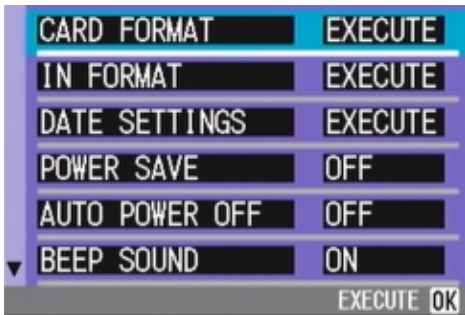 CARD FORMAT EXECUTE
IN FORMAT EXECUTE
DATE SETTINGS EXECUTE
POWER SAVE OFF
AUTO POWER OFF OFF
BEEP SOUND ON
EXECUTE OK